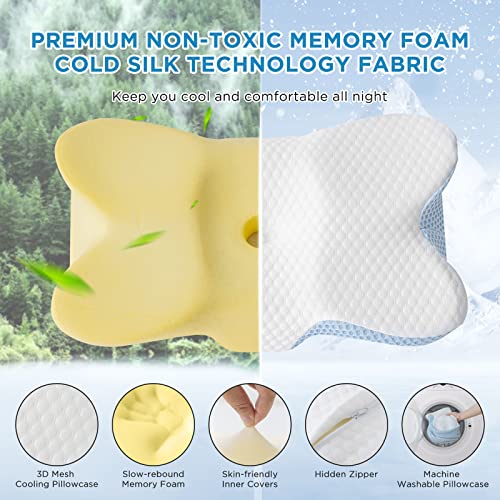 PREMIUM NON-TOXIC MEMORY FOAM
COLD SILK TECHNOLOGY FABRIC
Keep you cool and comfortable all night
3D Mesh
Cooling Pillowcase
Slow-rebound
Memory Foam
Skin-friendly
Inner Covers
Hidden Zipper
Machine
Washable Pillowcase